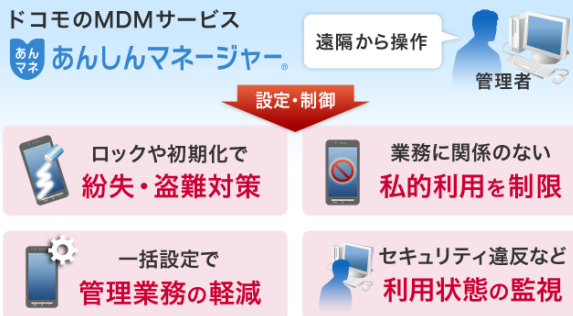 ドコモのMDMサービス
あん
マネ
あんしんマネージャー®
遠隔から操作
管理者
設定・制御
ロックや初期化で
紛失・盗難対策
業務に関係のない
私的利用を制限
一括設定で
管理業務の軽減
セキュリティ違反など
利用状態の監視